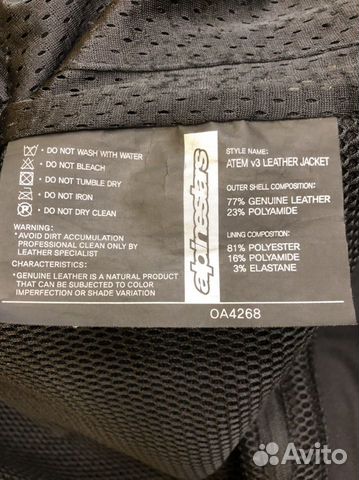 • DO NOT WASH WITH WATER
• DO NOT BLEACH
• DO NOT TUMBLE DRY
• DO NOT IRON
• DO NOT DRY CLEAN
WARNING:
*AVOID DIRT ACCUMULATION
PROFESSIONAL CLEAN ONLY BY
LEATHER SPECIALIST
CHARACTERISTICS:
*GENUINE LEATHER IS A NATURAL PRODUCT
THAT CAN BE SUBJECTED TO COLOR
IMPERFECTION OR SHADE VARIATION
alpinestars
STYLE NAME:
ATEM v3 LEATHER JACKET
OUTER SHELL COMPOSITION:
77% GENUINE LEATHER
23% POLYAMIDE
LINING COMPOSITION:
81% POLYESTER
16% POLYAMIDE
3% ELASTANE
OA4268
Avito